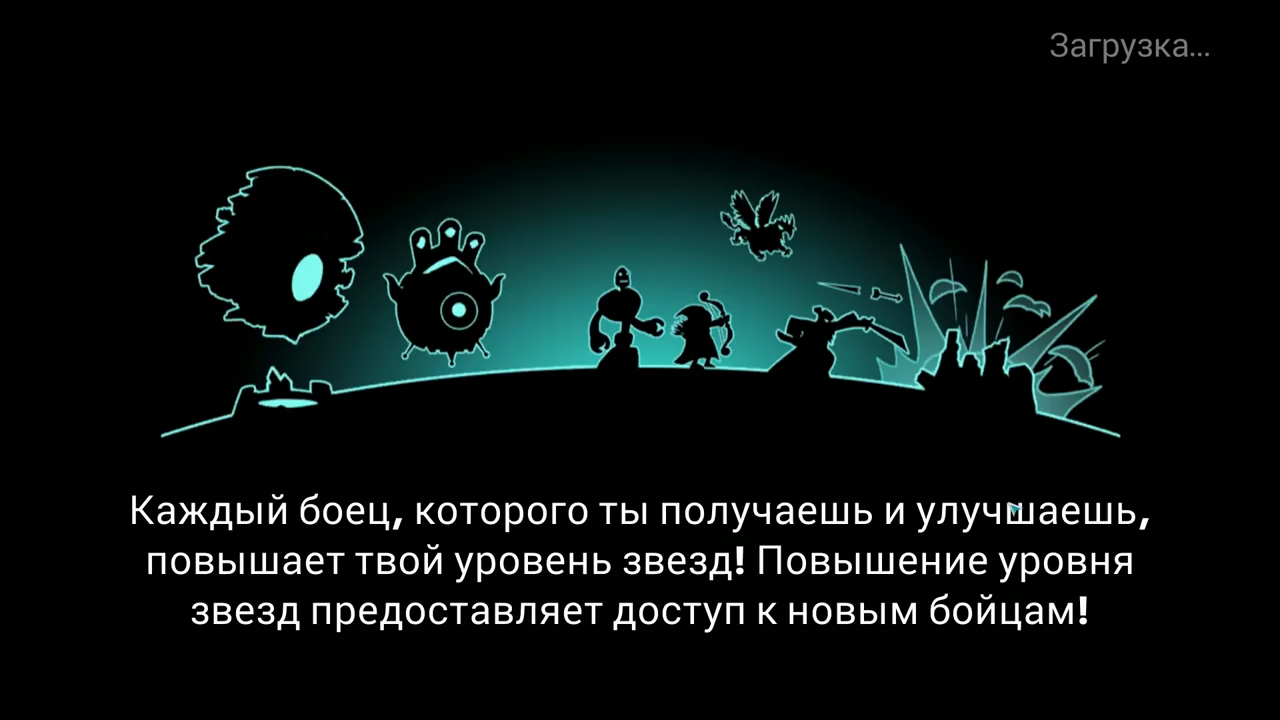 Загрузка...
Каждый боец, которого ты получаешь и улучшаешь,
повышает твой уровень звезд! Повышение уровня
звезд предоставляет доступ к новым бойцам!